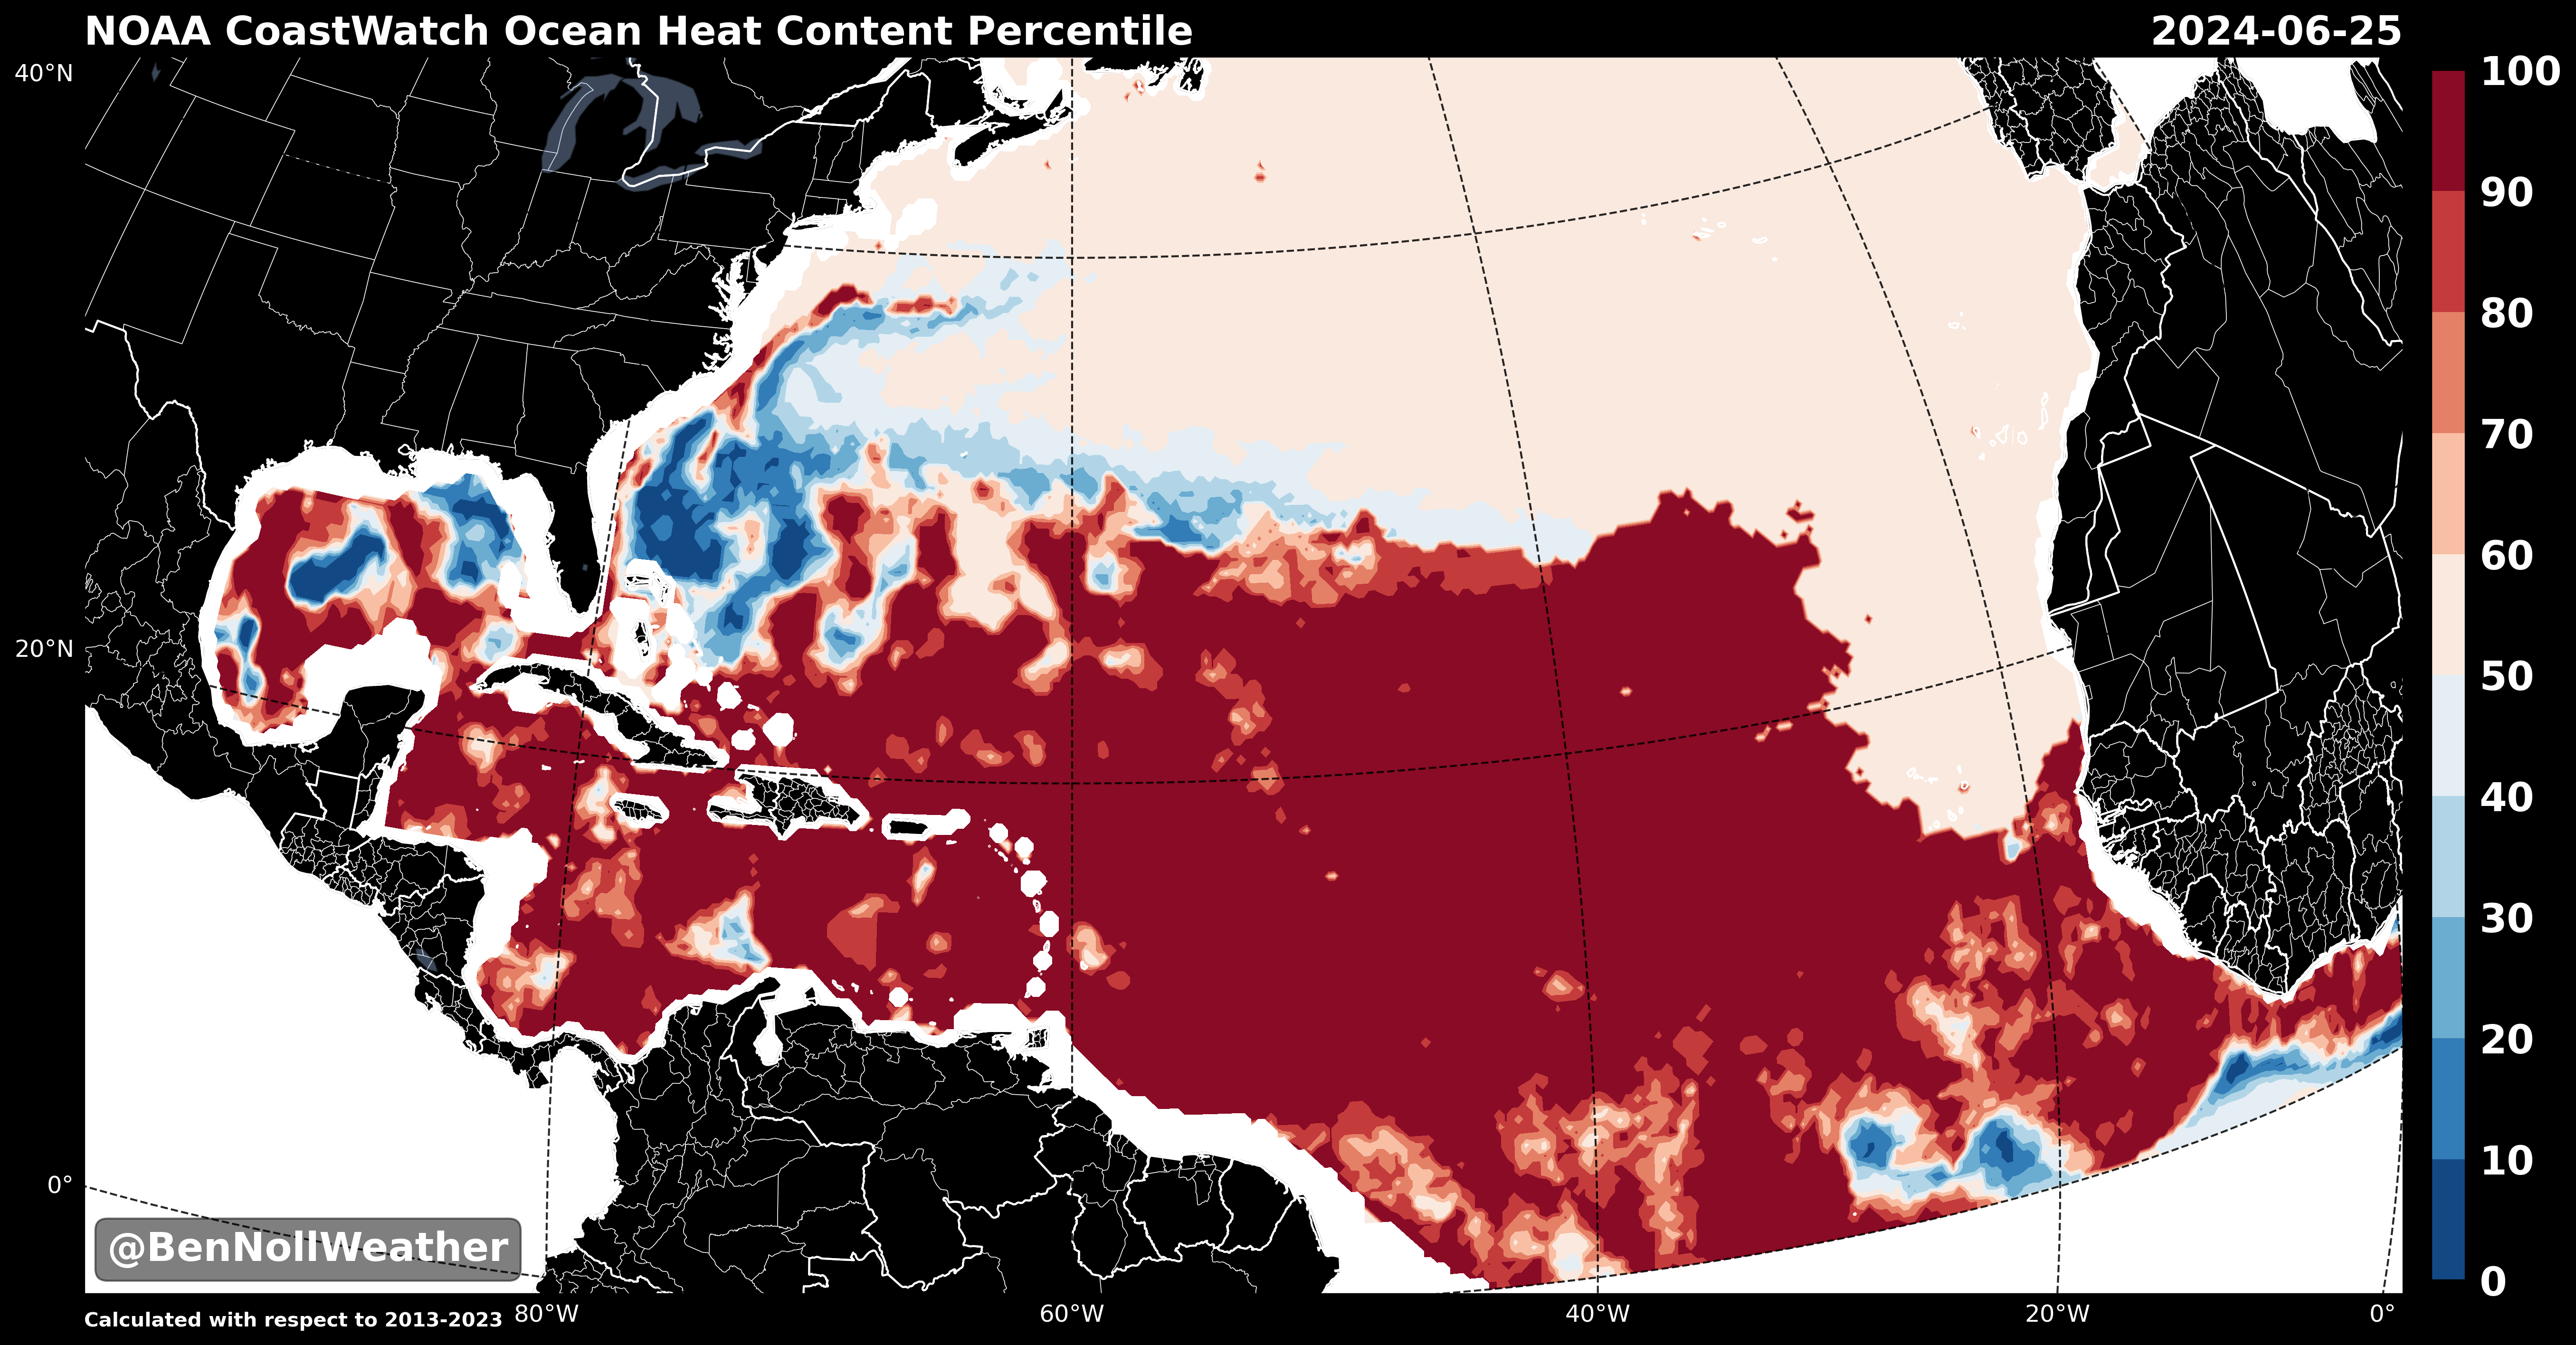 NOAA CoastWatch Ocean Heat Content Percentile 2024-06-25
40°N
20°N
0°
100
90
80
70
60
50
40
30
20
10
0
@BenNollWeather
Calculated with respect to 2013-2023
80°W 60°W 40°W 20°W 0°